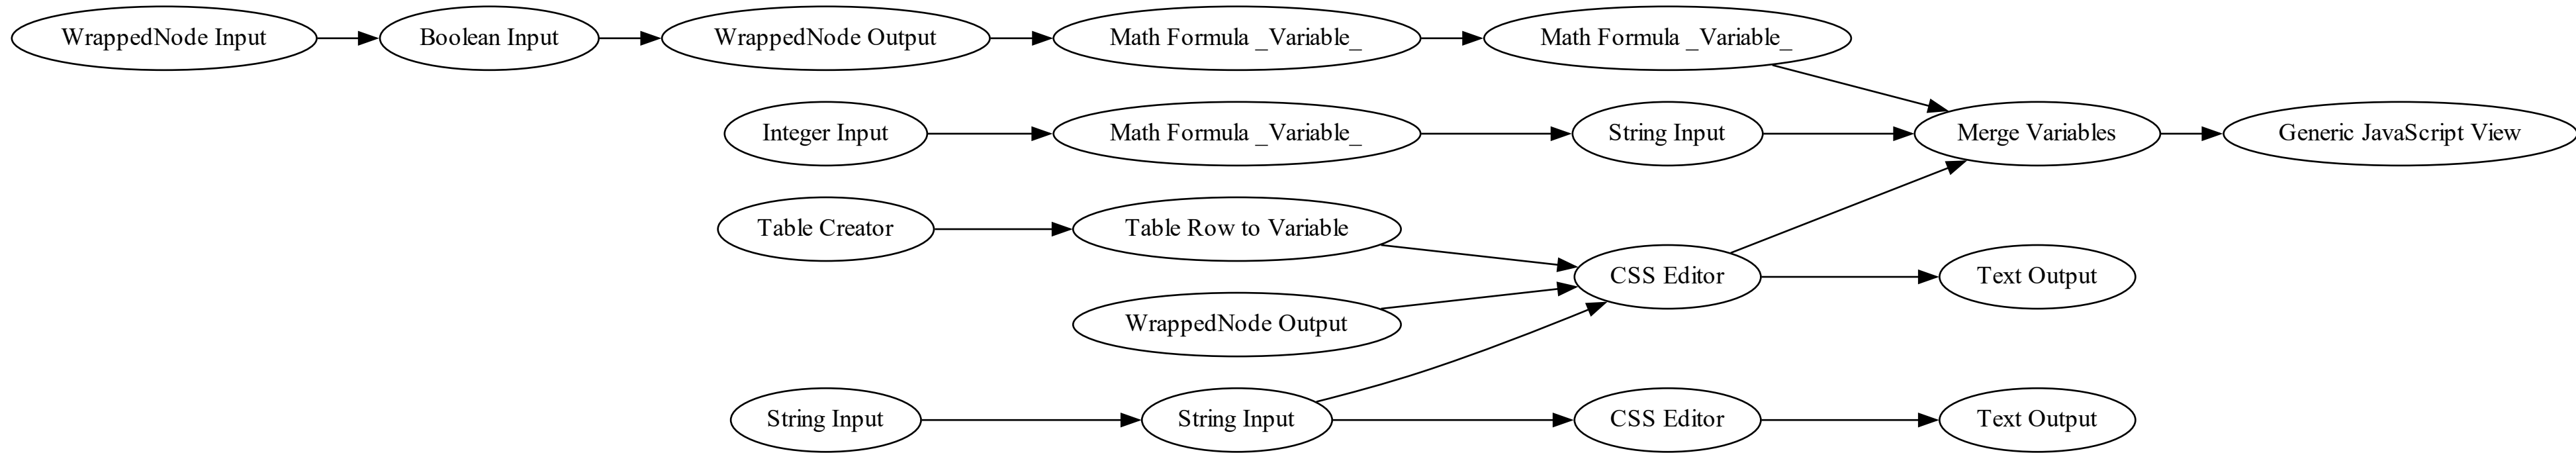 WrappedNode Input
Boolean Input
WrappedNode Output
Math Formula _Variable_
Math Formula _Variable_
Integer Input
Math Formula _Variable_
String Input
Merge Variables
Generic JavaScript View
Table Creator
Table Row to Variable
CSS Editor
Text Output
WrappedNode Output
String Input
String Input
CSS Editor
Text Output